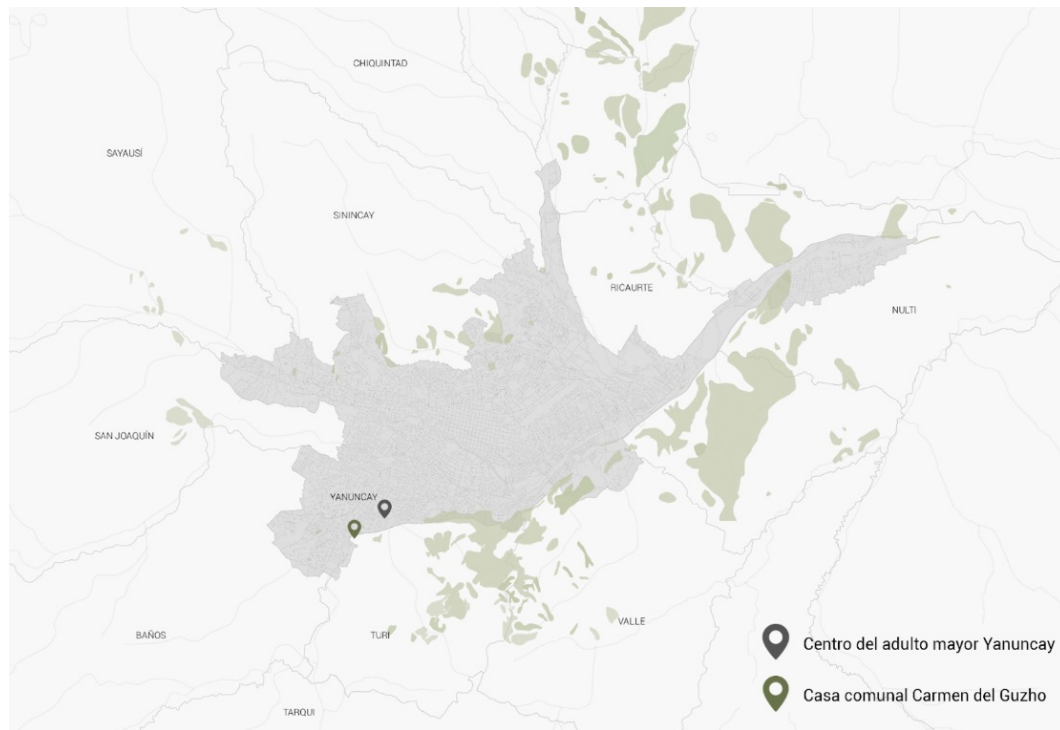 CHIQUINTAD
SAYAUSÍ
SININCAY
RICAURTE
NULTI
SAN JOAQUÍN
YANUNCAY
VALLE
BAÑOS
TURI
Centro del adulto mayor Yanuncay
Casa comunal Carmen del Guzho
TARQUI